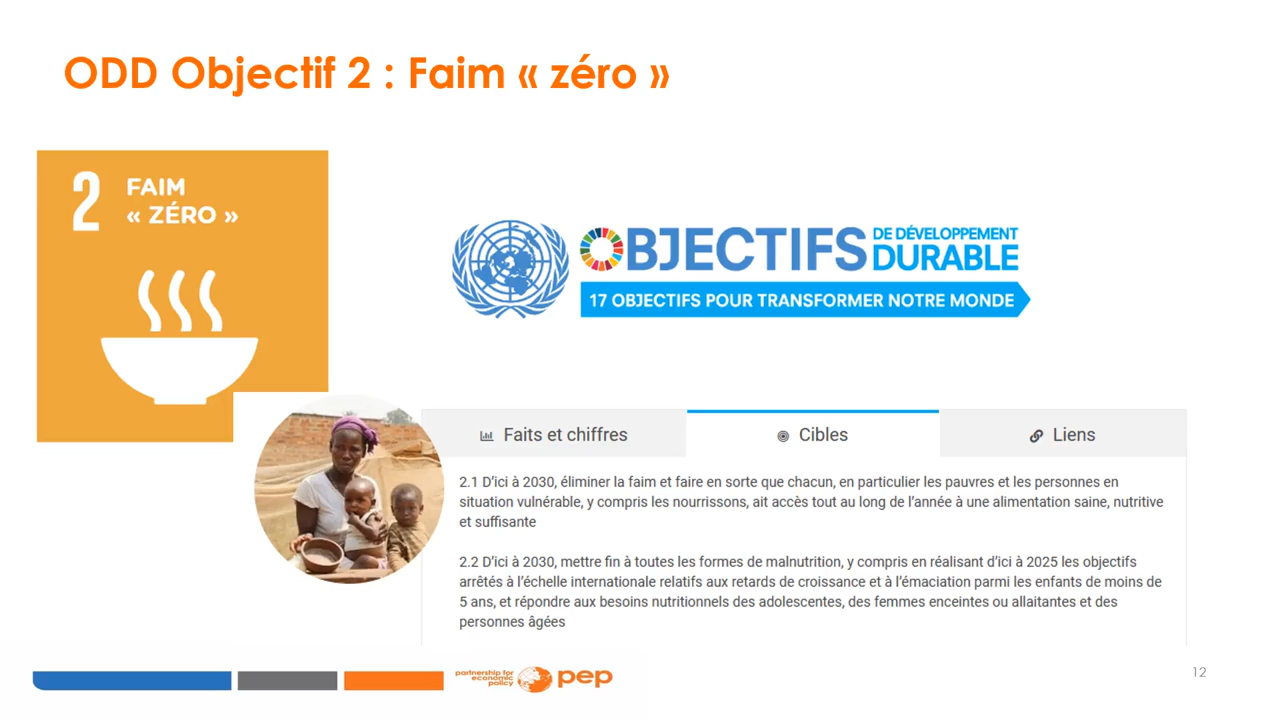 ODD Objectif 2 : Faim « zéro »
2 FAIM
« ZÉRO »
OBJECTIFS DE DÉVELOPPEMENT
DURABLE
17 OBJECTIFS POUR TRANSFORMER NOTRE MONDE
Faits et chiffres
Cibles
Liens
2.1 D’ici à 2030, éliminer la faim et faire en sorte que chacun, en particulier les pauvres et les personnes en
situation vulnérable, y compris les nourrissons, ait accès tout au long de l’année à une alimentation saine, nutritive
et suffisante
2.2 D’ici à 2030, mettre fin à toutes les formes de malnutrition, y compris en réalisant d’ici à 2025 les objectifs
arrêtés à l’échelle internationale relatifs aux retards de croissance et à l’émaciation parmi les enfants de moins de
5 ans, et répondre aux besoins nutritionnels des adolescentes, des femmes enceintes ou allaitantes et des
personnes âgées
partnership for
economic
policy
pep
12